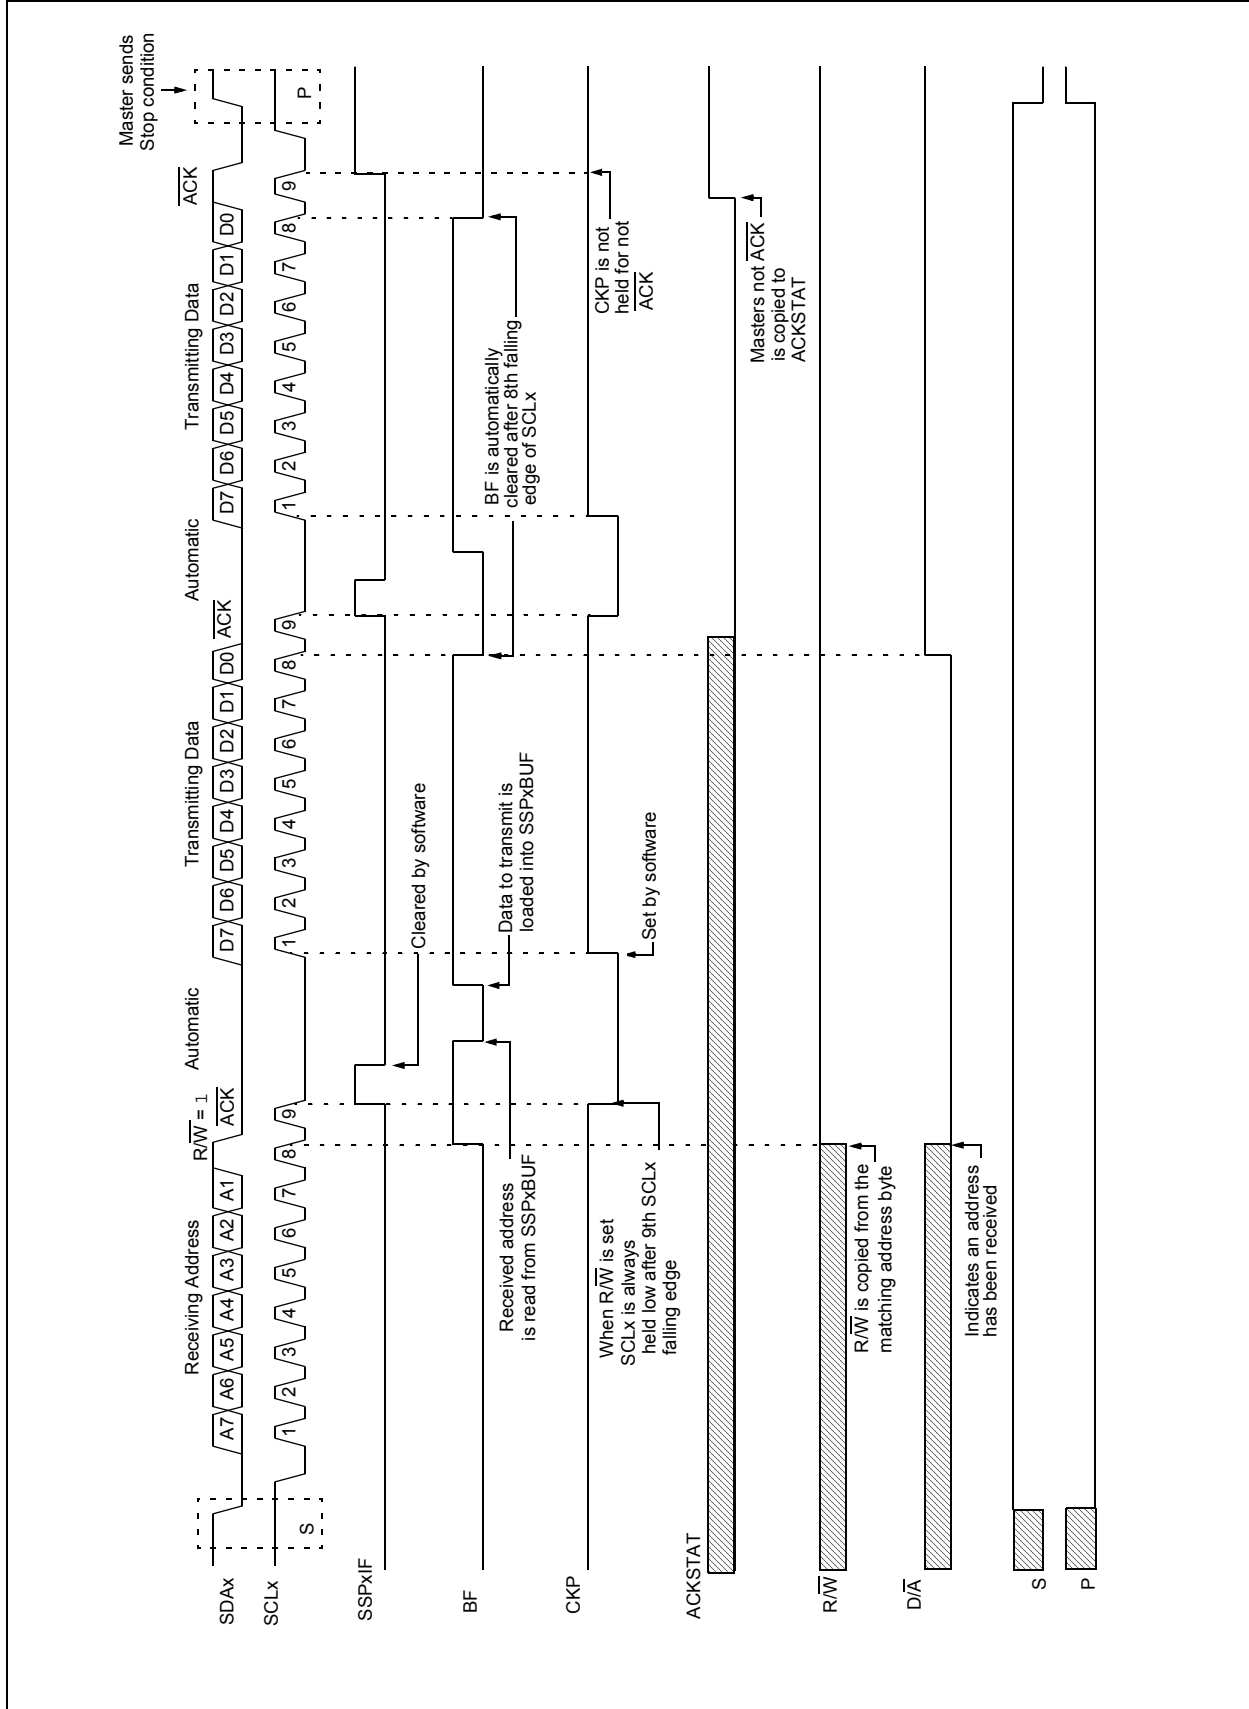 Master sends
Stop condition
Receiving Address
R/W = 1
ACK
Automatic
Transmitting Data
ACK
Automatic
Transmitting Data
ACK
SDAx
A7 A6 A5 A4 A3 A2 A1
D7 D6 D5 D4 D3 D2 D1 D0
D7 D6 D5 D4 D3 D2 D1 D0
SCLx
S
1 2 3 4 5 6 7 8 9
1 2 3 4 5 6 7 8 9
1 2 3 4 5 6 7 8 9
P
SSPxIF
Cleared by software
BF
Received address
is read from SSPxBUF
Data to transmit is
loaded into SSPxBUF
BF is automatically
cleared after 8th falling
edge of SCLx
CKP
When R/W is set
SCLx is always
held low after 9th SCLx
falling edge
Set by software
CKP is not
held for not
ACK
ACKSTAT
Masters not ACK
is copied to
ACKSTAT
R/W
R/W is copied from the
matching address byte
D/A
Indicates an address
has been received
S
P